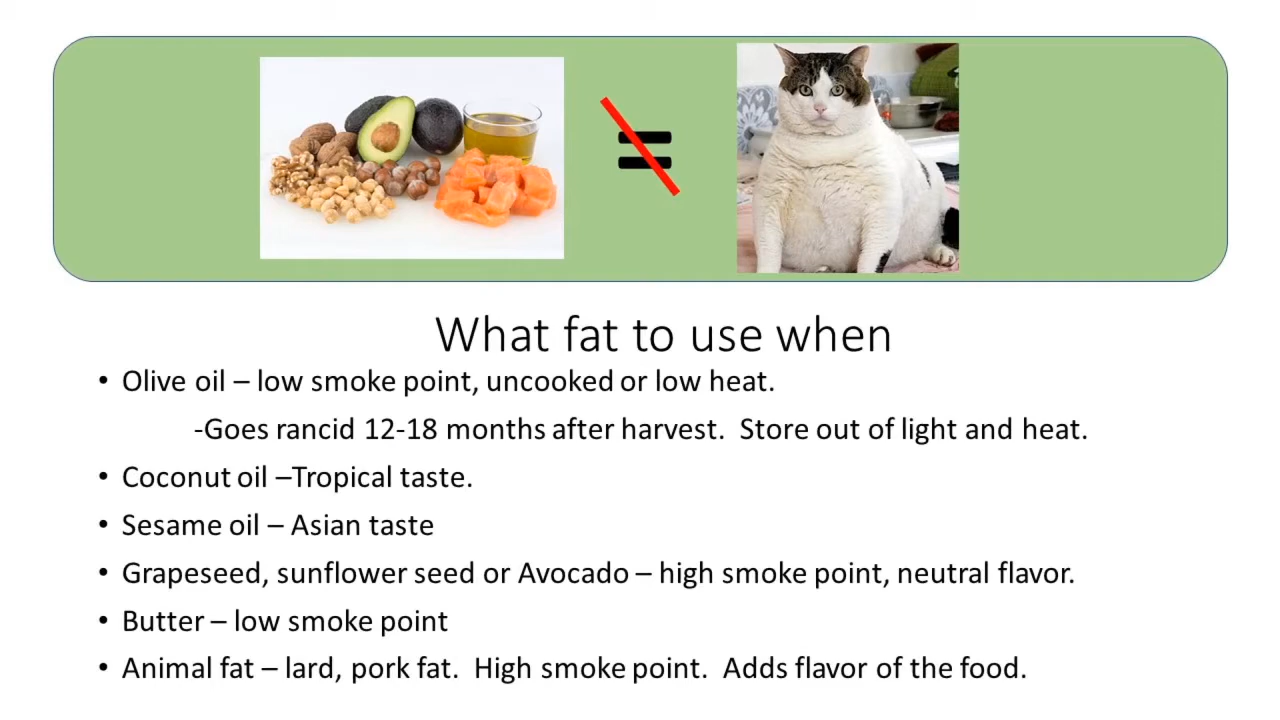 What fat to use when
• Olive oil – low smoke point, uncooked or low heat.
-Goes rancid 12-18 months after harvest.  Store out of light and heat.
• Coconut oil –Tropical taste.
• Sesame oil – Asian taste
• Grapeseed, sunflower seed or Avocado – high smoke point, neutral flavor.
• Butter – low smoke point
• Animal fat – lard, pork fat.  High smoke point.  Adds flavor of the food.